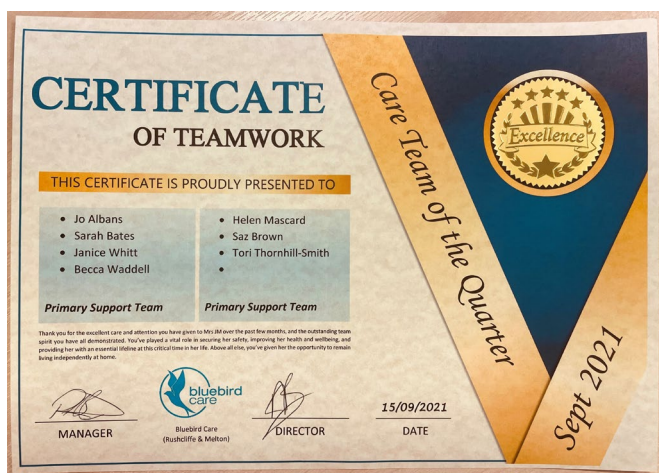 CERTIFICATE
OF TEAMWORK
THIS CERTIFICATE IS PROUDLY PRESENTED TO
• Jo Albans
• Sarah Bates
• Janice Whitt
• Becca Waddell
Primary Support Team
• Helen Mascard
• Saz Brown
• Tori Thornhill-Smith
•
Primary Support Team
Thank you for the excellent care and attention you have given to Mrs JM over the past few months, and the outstanding team
spirit you have all demonstrated. You've played a vital role in securing her safety, improving her health and wellbeing, and
providing her with an essential lifeline at this critical time in her life. Above all else, you've given her the opportunity to remain
living independently at home.
MANAGER
bluebird
care
Bluebird Care
(Rushcliffe & Melton)
DIRECTOR
15/09/2021
DATE
Care Team of the Quarter
Excellence
Sept 2021